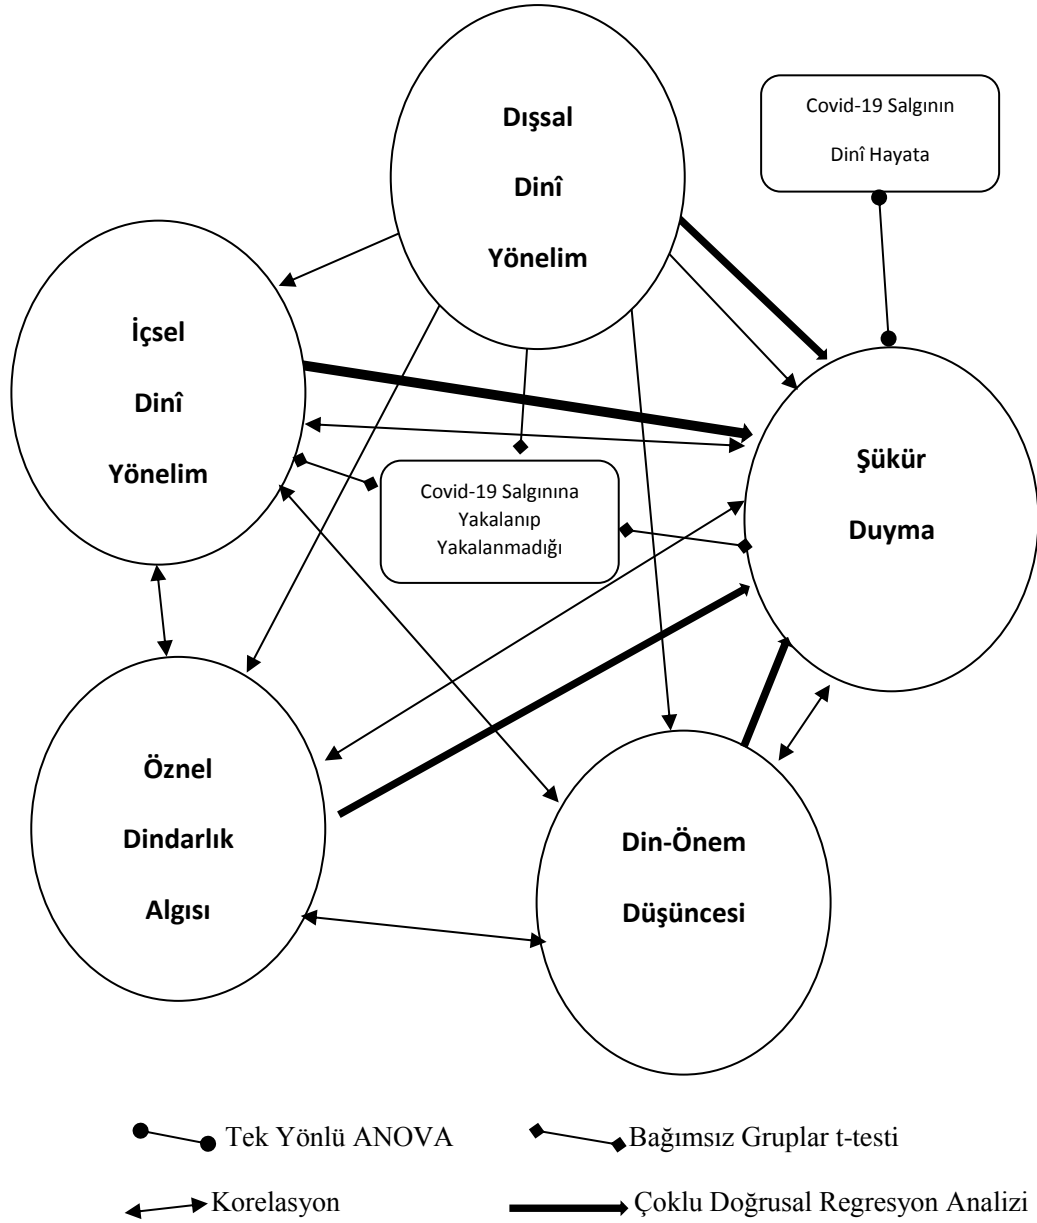 Dışsal
Dinî
Yönelim
Covid-19 Salgının
Dinî Hayata
İçsel
Dinî
Yönelim
Covid-19 Salgınına
Yakalanıp
Yakalanmadığı
Şükür
Duyma
Öznel
Dindarlık
Algısı
Din-Önem
Düşüncesi
Tek Yönlü ANOVA
Bağımsız Gruplar t-testi
Korelasyon
Çoklu Doğrusal Regresyon Analizi